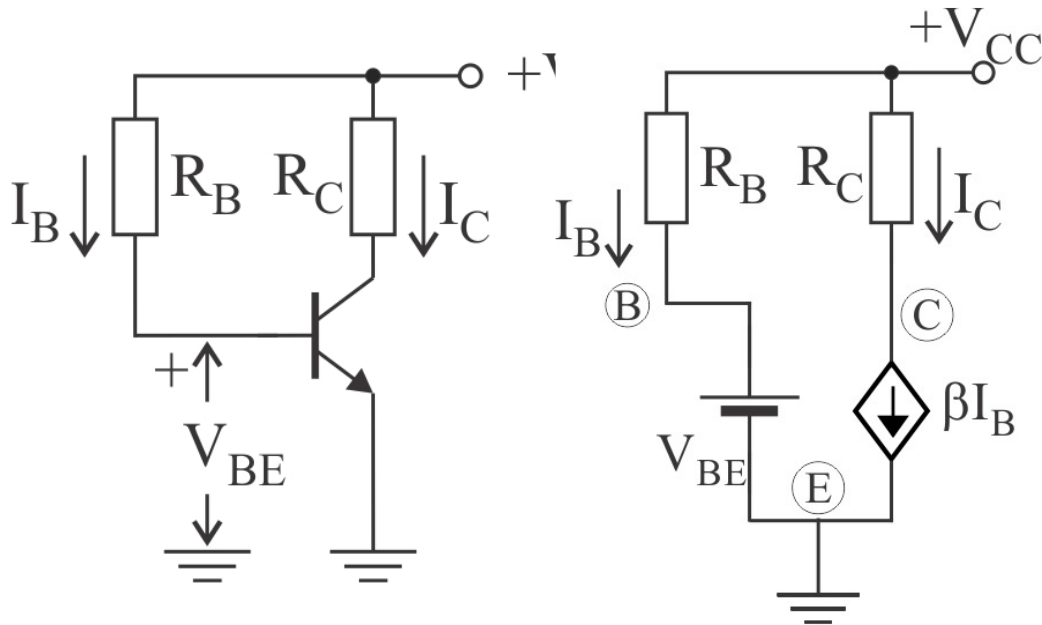 +V_CC
I_B R_B R_C I_C
+
V_BE
I_B R_B R_C I_C
B
C
βI_B
V_BE
E